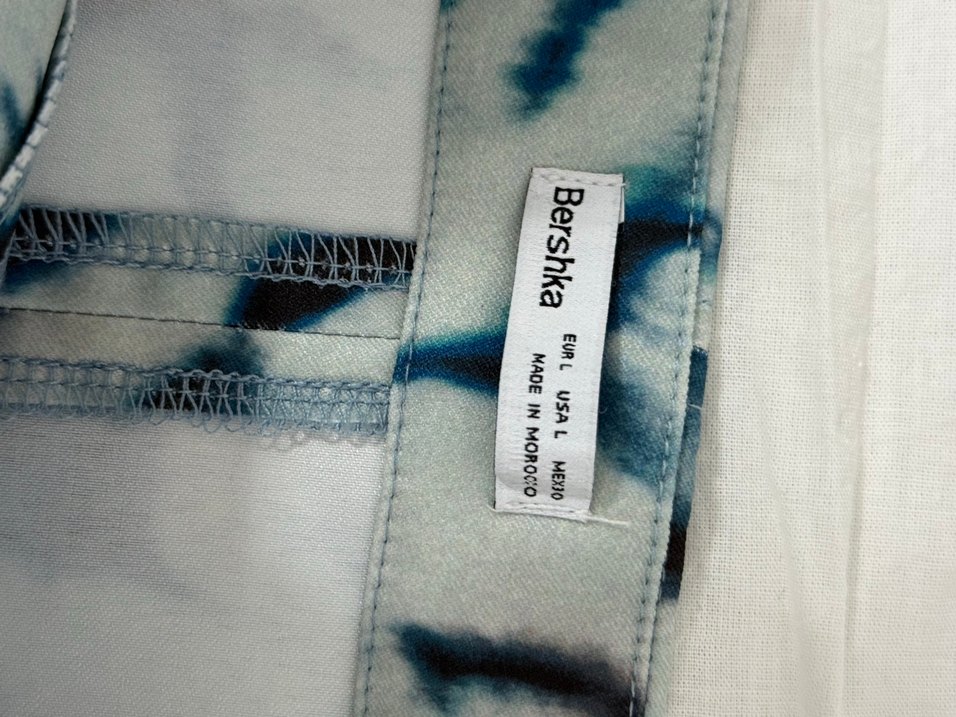 Bershka
EUR L USA L MEX30
MADE IN MOROCCO